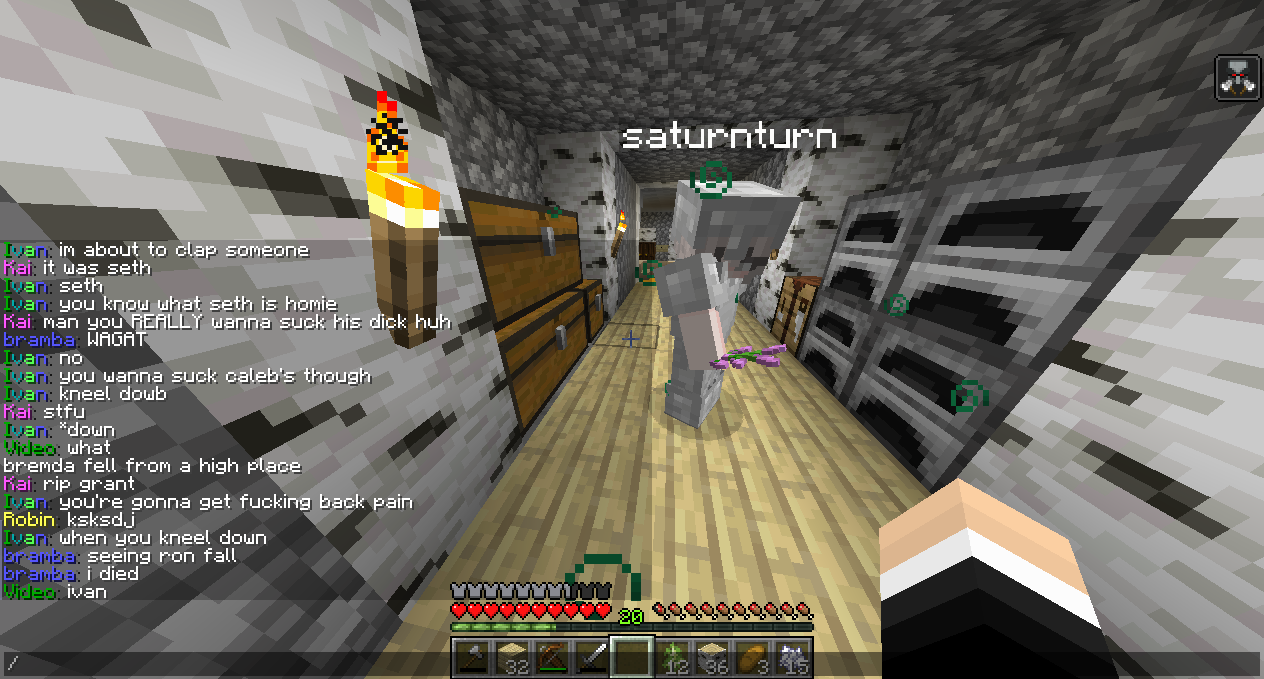 saturnturn
Ivan: im about to clap someone
Kai: it was seth
Ivan: seth
Ivan: you know what seth is homie
Kai: man you REALLY wanna suck his dick huh
bramba: WAGAT
Ivan: no
Ivan: you wanna suck caleb's though
Ivan: kneel dowb
Kai: stfu
Ivan: *down
Video: what
bremda fell from a high place
Kai: rip grant
Ivan: you're gonna get fucking back pain
Robin: ksksdj
Ivan: when you kneel down
bramba: seeing ron fall
bramba: i died
Video: ivan
20
32
12
36
3
15
/